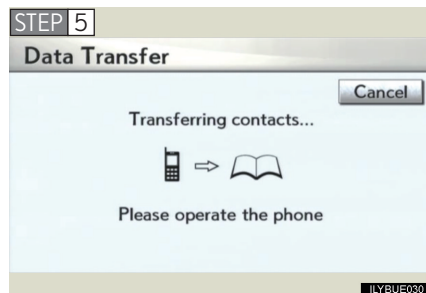 STEP 5
Data Transfer
Cancel
Transferring contacts...
Please operate the phone
ILYBUE030